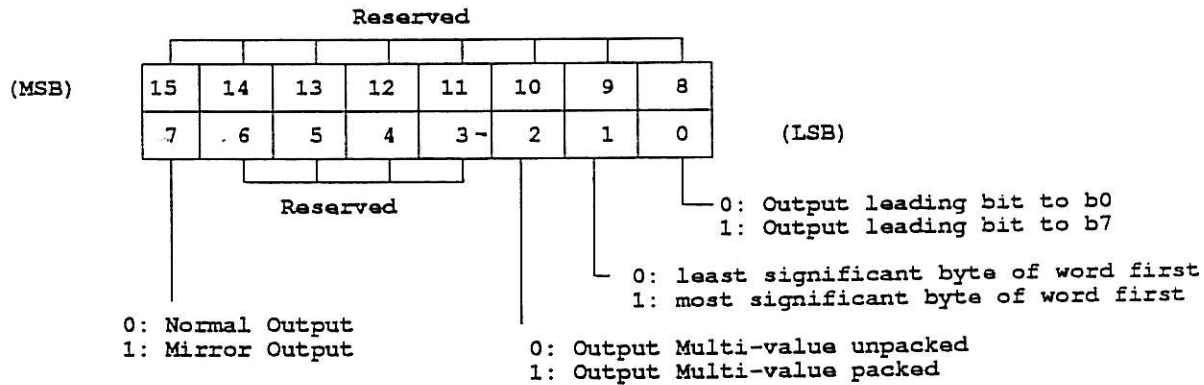 Reserved
(MSB) 15 14 13 12 11 10 9 8
7 6 5 4 3 2 1 0 (LSB)
Reserved
0: Output leading bit to b0
1: Output leading bit to b7
0: least significant byte of word first
1: most significant byte of word first
0: Normal Output
1: Mirror Output
0: Output Multi-value unpacked
1: Output Multi-value packed